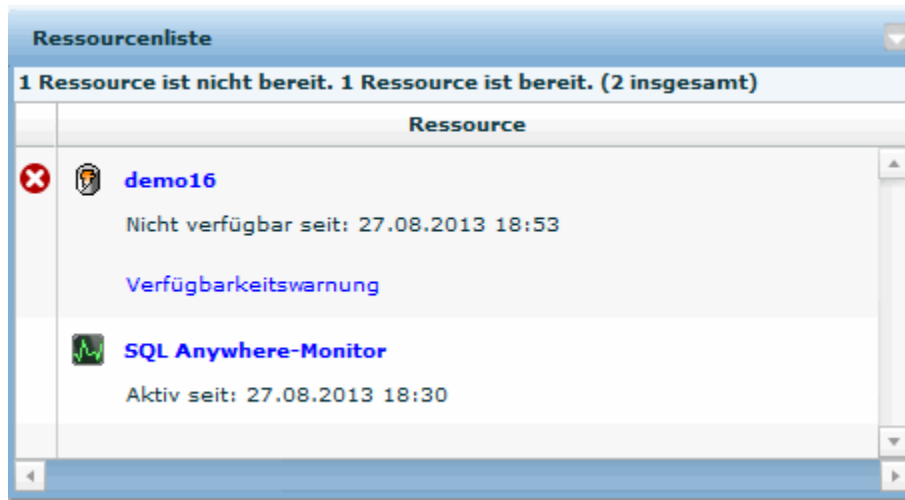 Ressourcenliste
1 Ressource ist nicht bereit. 1 Ressource ist bereit. (2 insgesamt)
Ressource
demo16
Nicht verfügbar seit: 27.08.2013 18:53
Verfügbarkeitswarnung
SQL Anywhere-Monitor
Aktiv seit: 27.08.2013 18:30